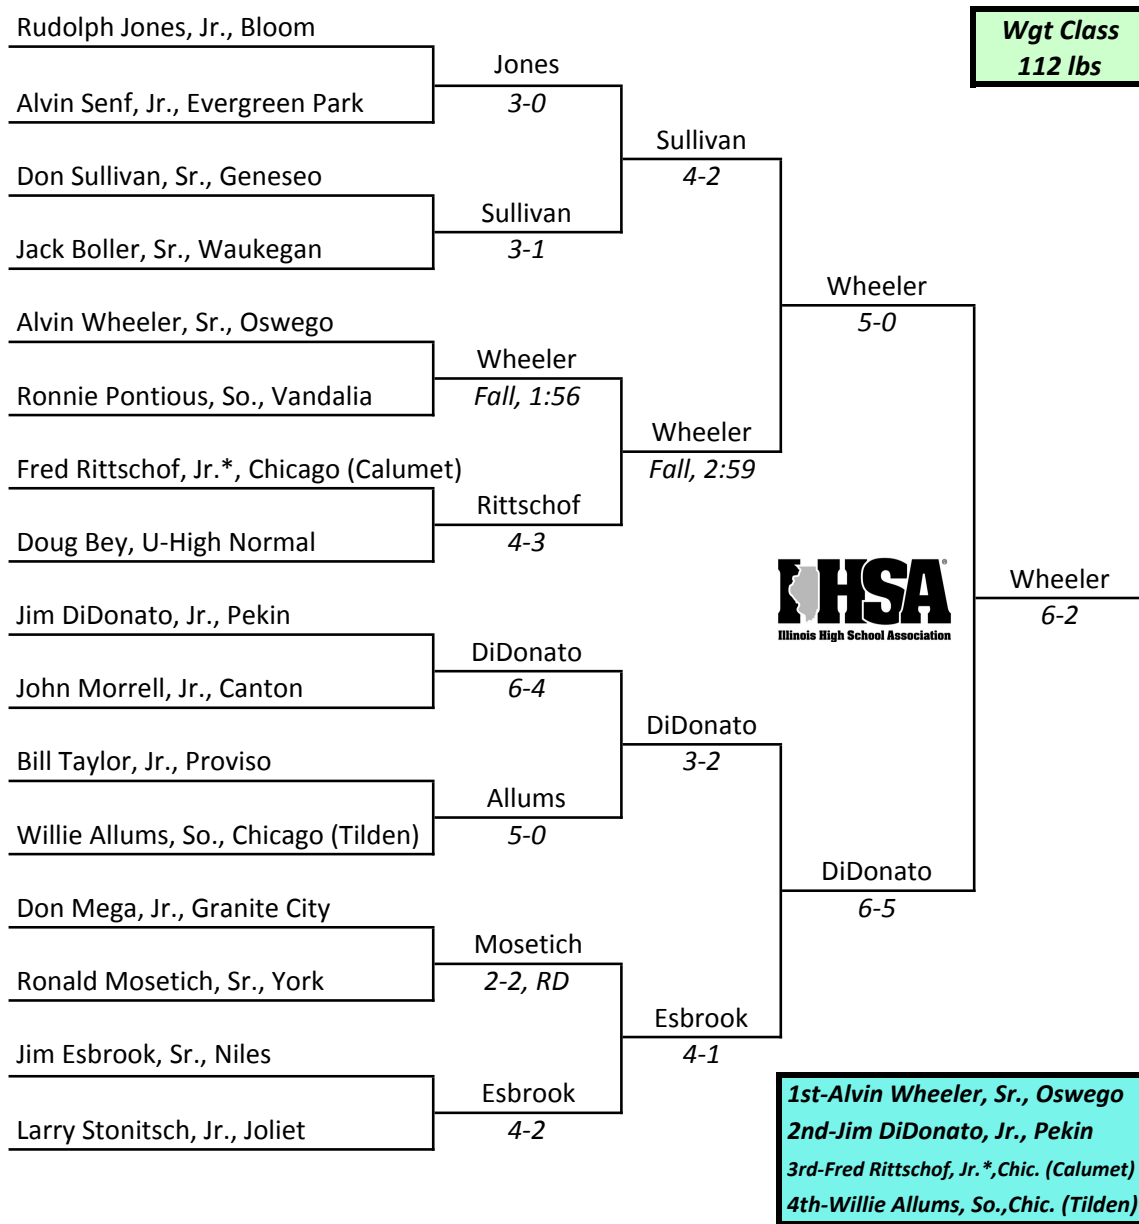 Rudolph Jones, Jr., Bloom
Wgt Class
112 lbs
Jones
3-0
Alvin Senf, Jr., Evergreen Park
Sullivan
4-2
Don Sullivan, Sr., Geneseo
Sullivan
3-1
Jack Boller, Sr., Waukegan
Wheeler
5-0
Alvin Wheeler, Sr., Oswego
Wheeler
Fall, 1:56
Ronnie Pontious, So., Vandalia
Wheeler
Fall, 2:59
Fred Rittschof, Jr.*, Chicago (Calumet)
Rittschof
4-3
Doug Bey, U-High Normal
IHSA®
Illinois High School Association
Wheeler
6-2
Jim DiDonato, Jr., Pekin
DiDonato
6-4
John Morrell, Jr., Canton
DiDonato
3-2
Bill Taylor, Jr., Proviso
Allums
5-0
Willie Allums, So., Chicago (Tilden)
DiDonato
6-5
Don Mega, Jr., Granite City
Mosetich
2-2, RD
Ronald Mosetich, Sr., York
Esbrook
4-1
Jim Esbrook, Sr., Niles
Esbrook
4-2
Larry Stonitsch, Jr., Joliet
1st-Alvin Wheeler, Sr., Oswego
2nd-Jim DiDonato, Jr., Pekin
3rd-Fred Rittschof, Jr.*,Chic. (Calumet)
4th-Willie Allums, So.,Chic. (Tilden)